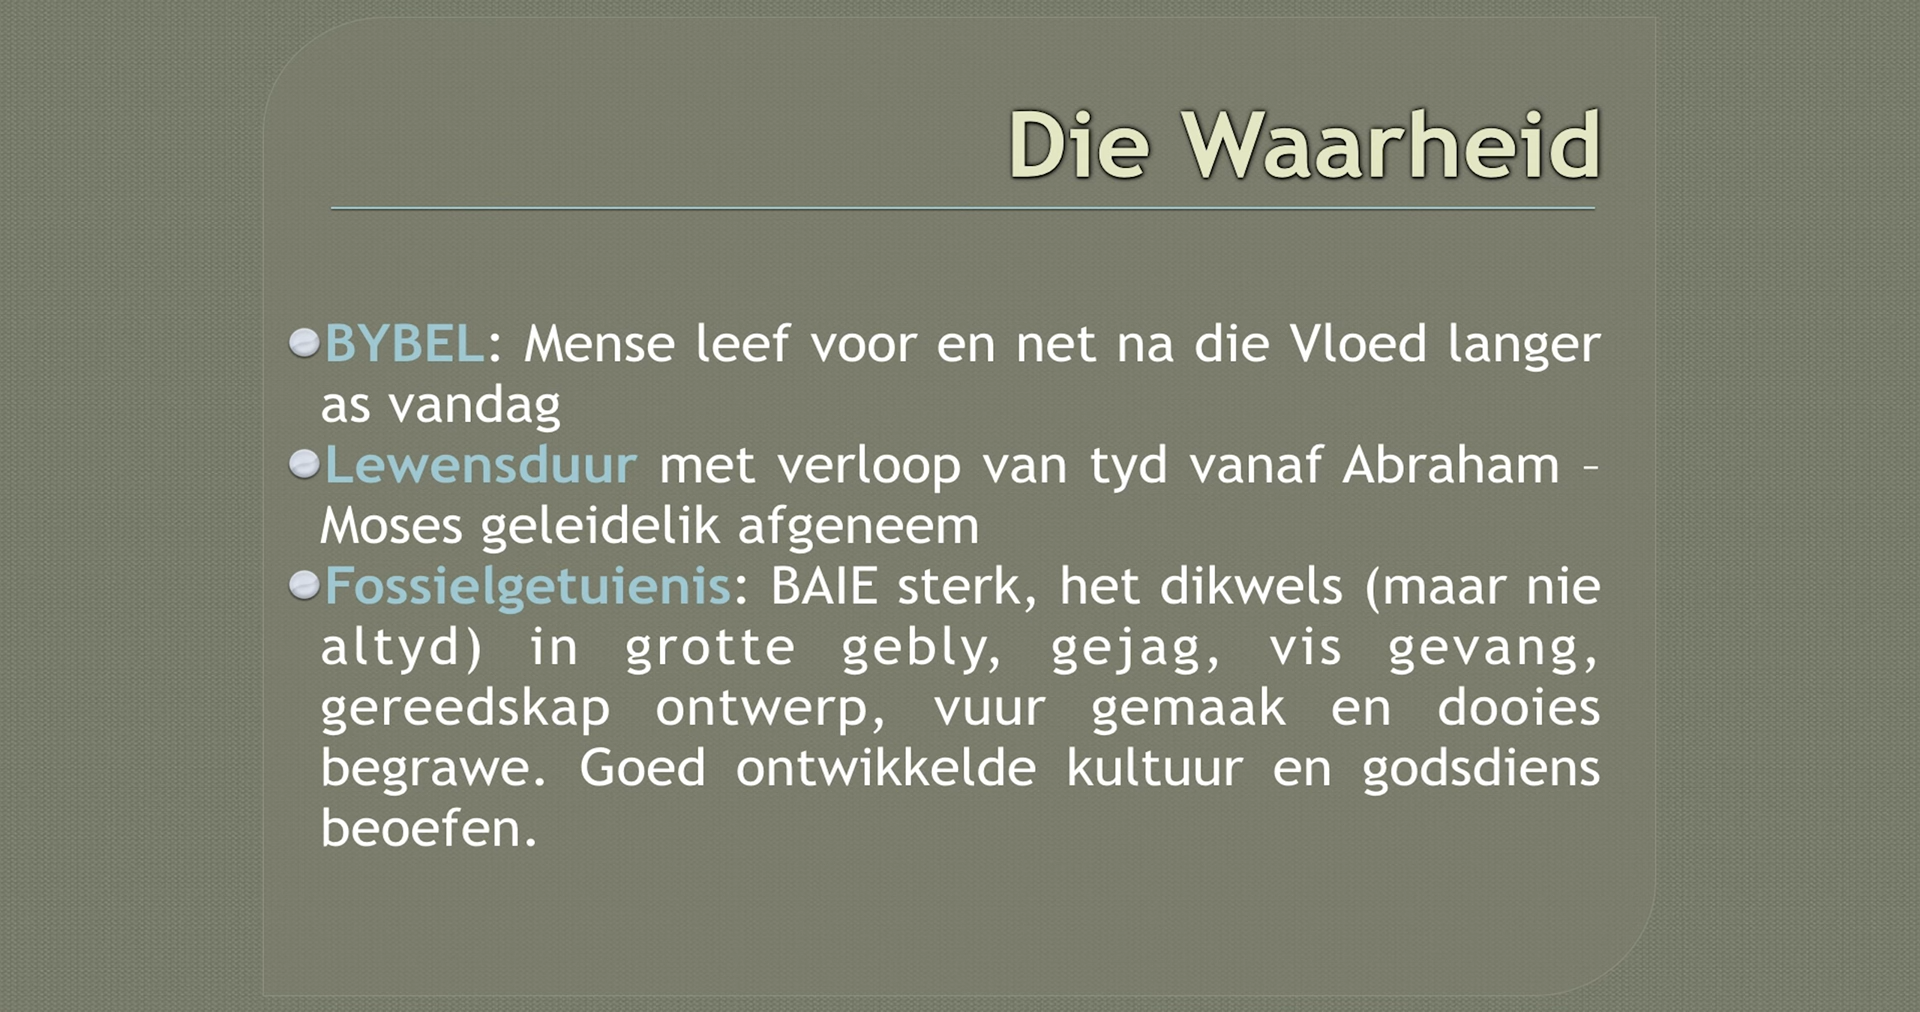 Die Waarheid
BYBEL: Mense leef voor en net na die Vloed langer
as vandag
Lewensduur met verloop van tyd vanaf Abraham –
Moses geleidelik afgeneem
Fossielgetuienis: BAIE sterk, het dikwels (maar nie
altyd) in grotte gebly, gejag, vis gevang,
gereedskap ontwerp, vuur gemaak en dooies
begrawe. Goed ontwikkelde kultuur en godsdiens
beoefen.